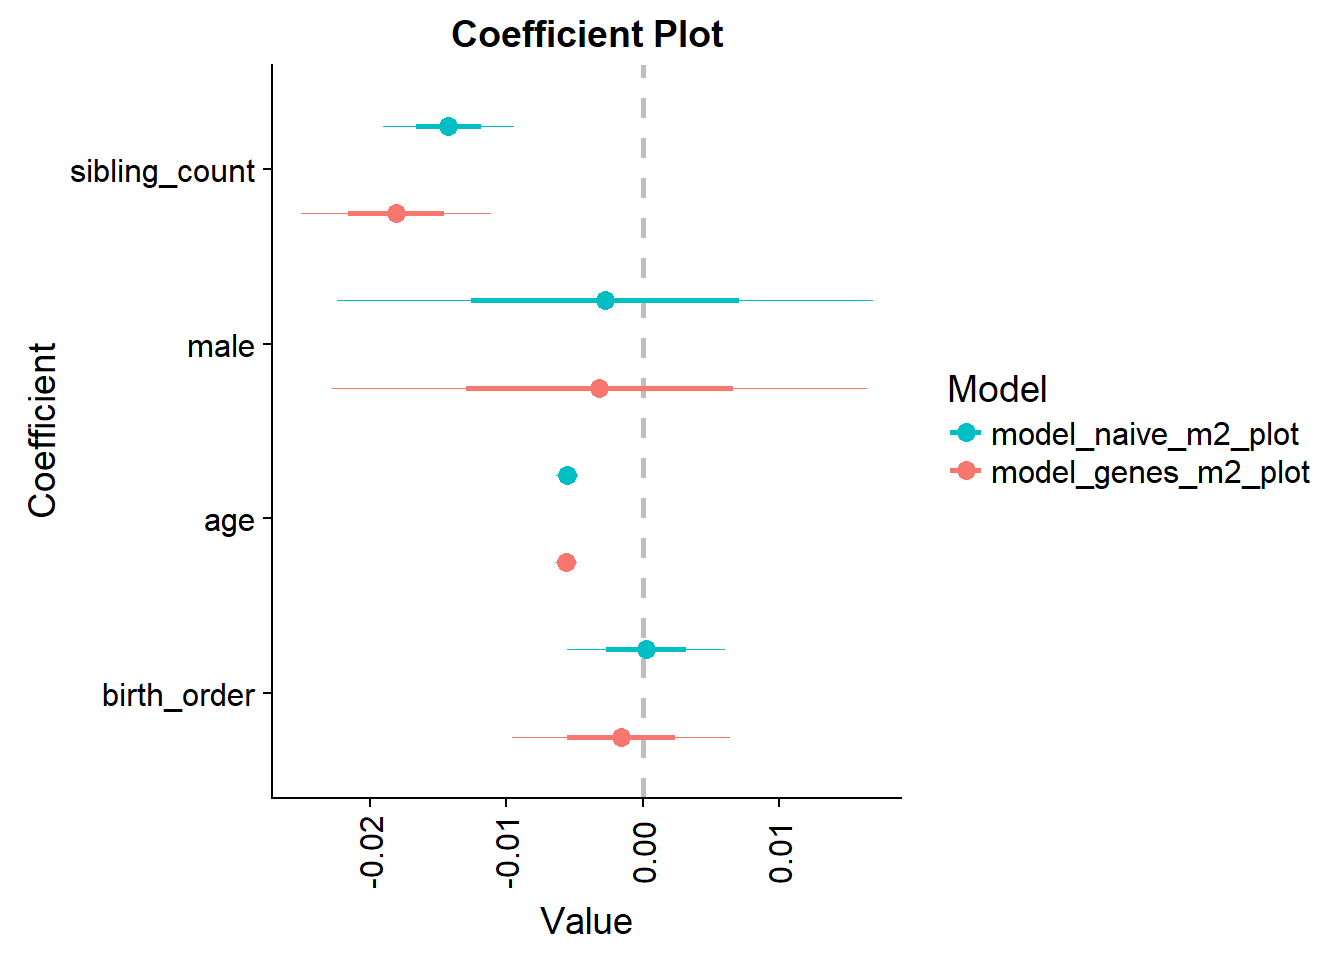 Coefficient Plot
sibling_count
male
age
birth_order
Coefficient
-0.02
-0.01
0.00
0.01
Value
Model
model_naive_m2_plot
model_genes_m2_plot